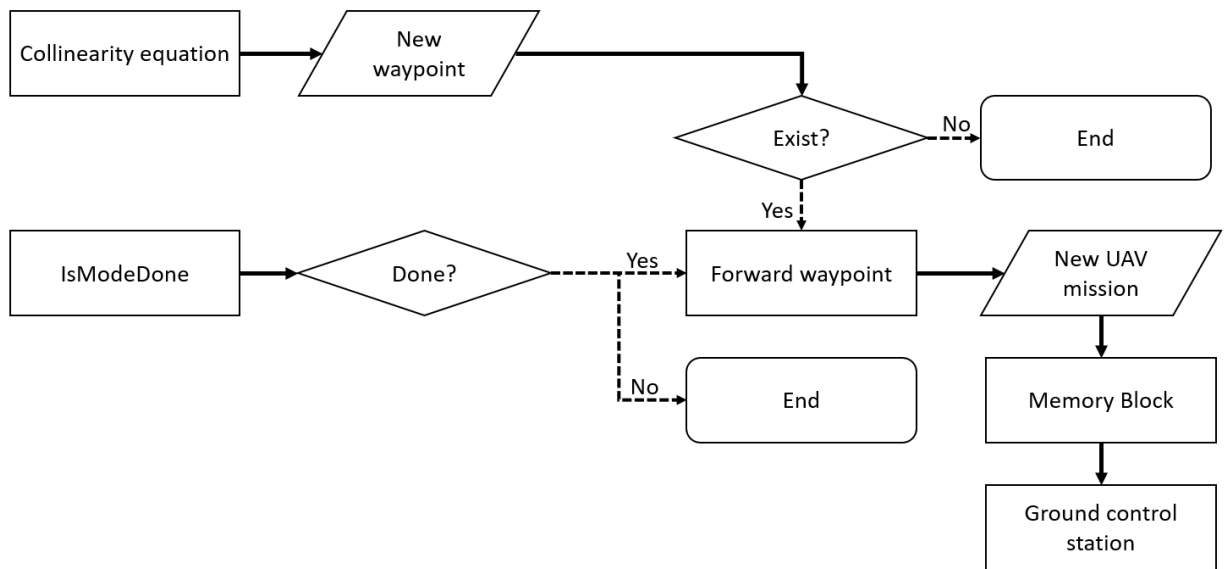 Collinearity equation
New
waypoint
Exist?
No
End
Yes
IsModeDone
Done?
Yes
Forward waypoint
New UAV
mission
No
End
Memory Block
Ground control
station